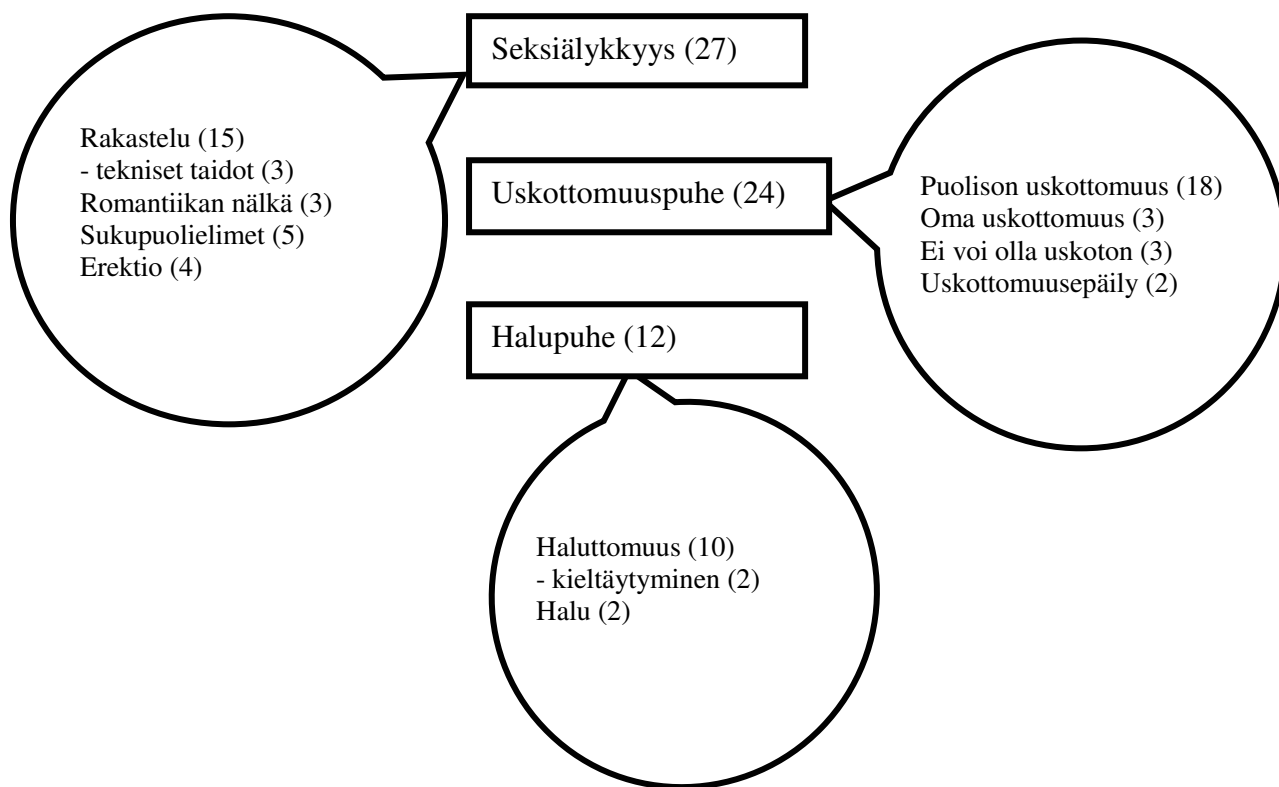 Seksiälykkyys (27)
Rakastelu (15)
- tekniset taidot (3)
Romantiikan nälkä (3)
Sukupuolielimet (5)
Erektio (4)
Uskottomuuspuhe (24)
Puolison uskottomuus (18)
Oma uskottomuus (3)
Ei voi olla uskoton (3)
Uskottomuusepäily (2)
Halupuhe (12)
Haluttomuus (10)
- kieltäytyminen (2)
Halu (2)